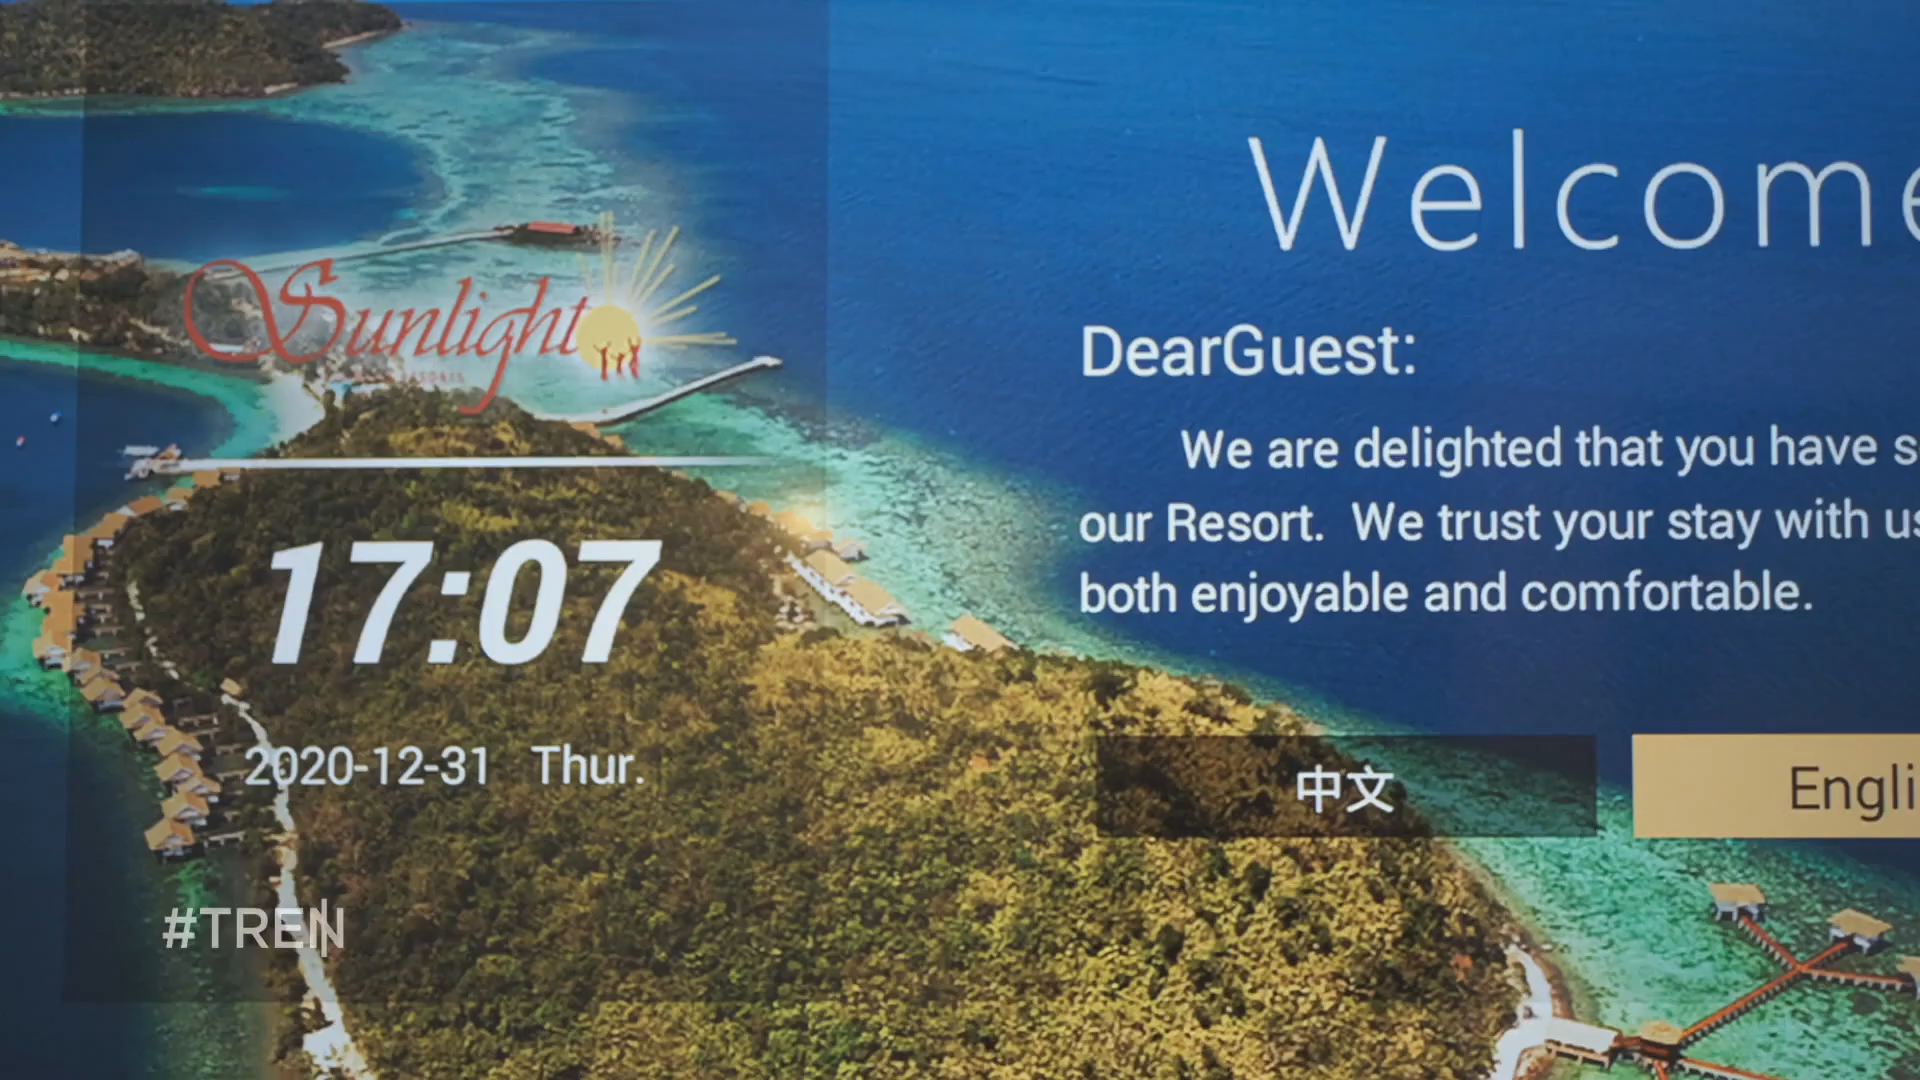 Sunlight
17:07
2020-12-31 Thur.
#TREN
Welcome
DearGuest:
We are delighted that you have
our Resort. We trust your stay with us
both enjoyable and comfortable.
中文
Engli